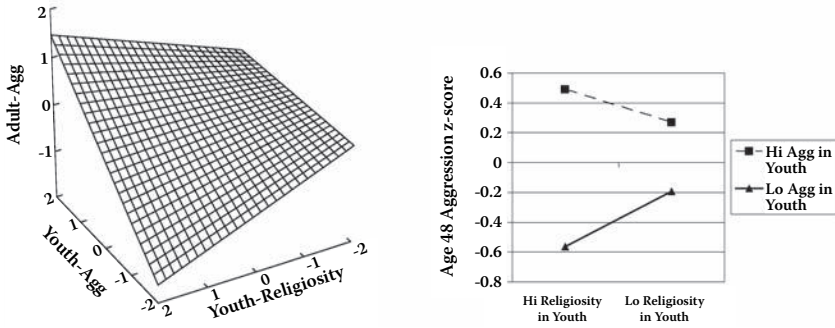 Adult-Agg
2
1
0
-1
2
1
0
-1
-2
Youth-Agg
2
1
0
-1
-2
Youth-Religiosity
Age 48 Aggression z-score
0.6
0.4
0.2
0
-0.2
-0.4
-0.6
-0.8
Hi Religiosity
in Youth
Lo Religiosity
in Youth
Hi Agg in
Youth
Lo Agg in
Youth